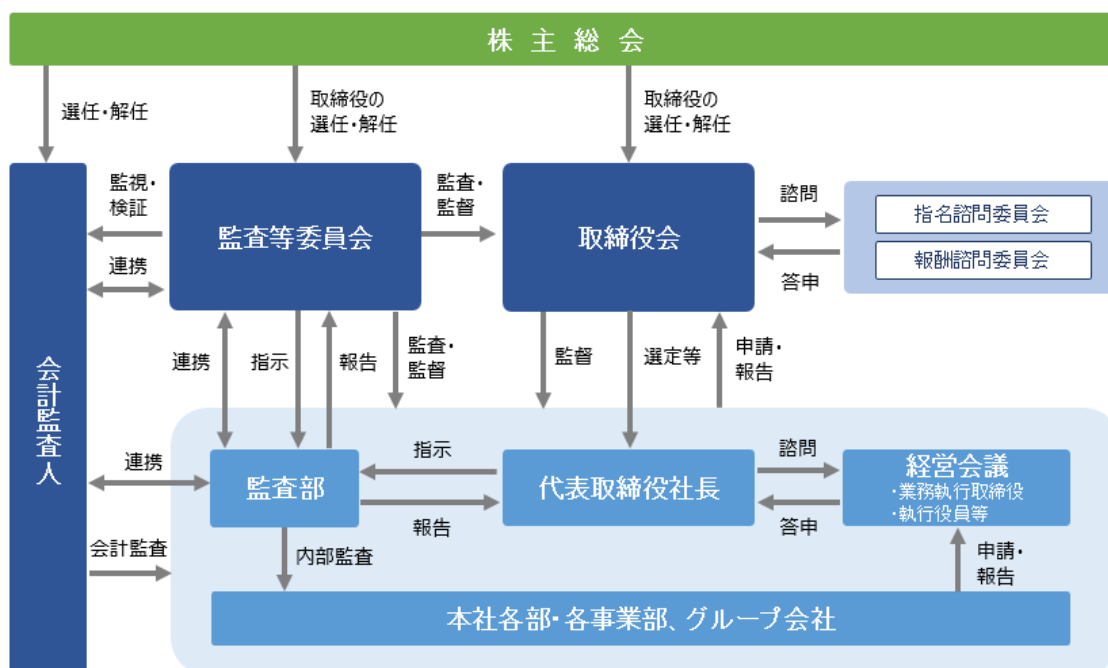 株主総会
選任・解任
取締役の
選任・解任
取締役の
選任・解任
監視・
検証
監査等委員会
監査・
監督
取締役会
諮問
指名諮問委員会
報酬諮問委員会
答申
連携
会計監査人
連携
指示
報告
監査・
監督
監督
選定等
申請・
報告
連携
監査部
指示
報告
代表取締役社長
諮問
答申
経営会議
・業務執行取締役
・執行役員等
会計監査
内部監査
申請・
報告
本社各部・各事業部、グループ会社